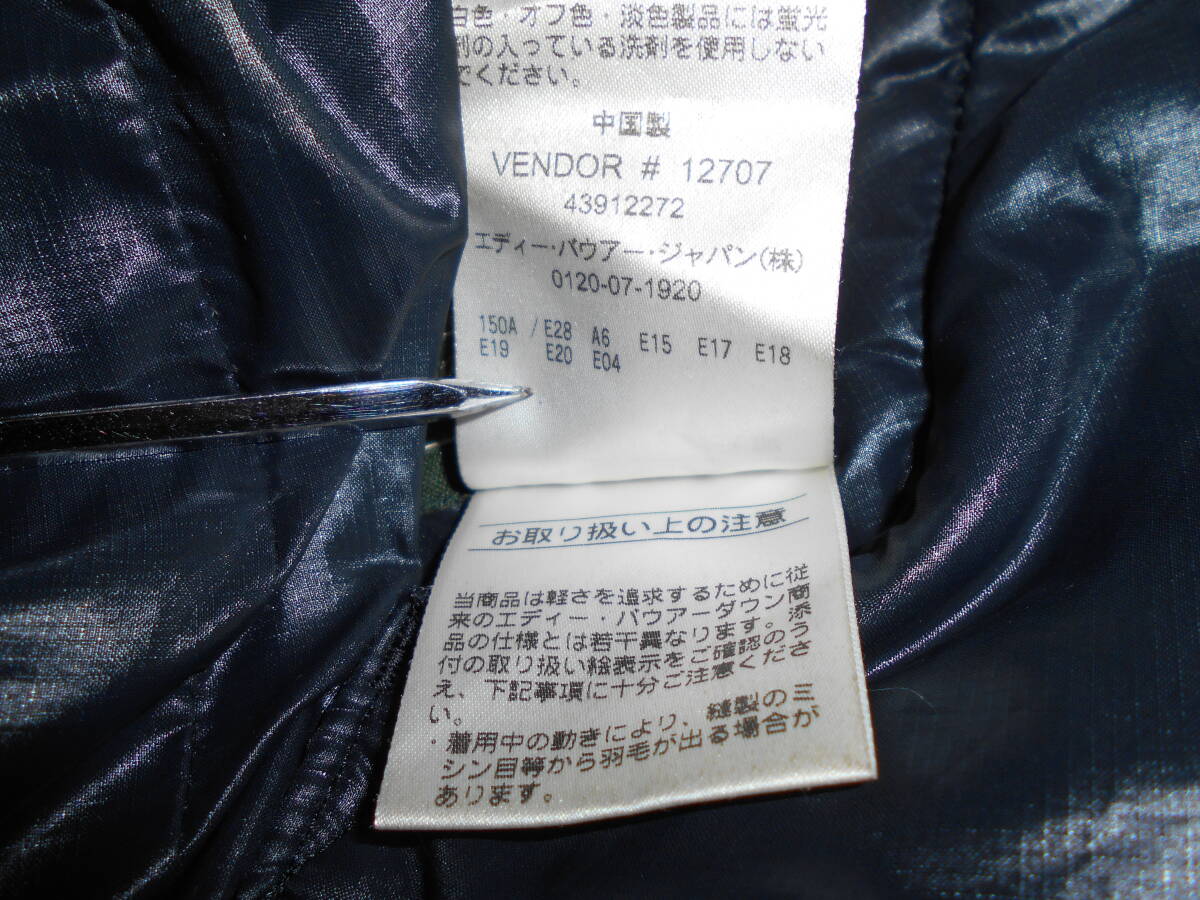 白色・オフ色・淡色製品には蛍光
剤の入っている洗剤を使用しない
でください。
中国製
VENDOR # 12707
43912272
エディー・バウアー・ジャパン(株)
0120-07-1920
150A / E28 A6 E15 E17 E18
E19 E20 E04
お取り扱い上の注意
当商品は軽さを追求するために従
来のエディー・バウアーダウン商
品の仕様とは若干異なります。添
付の取り扱い絵表示をご確認のう
え、下記事項に十分ご注意くださ
い。
・着用中の動きにより、縫製のミ
シン目等から羽毛が出る場合が
あります。